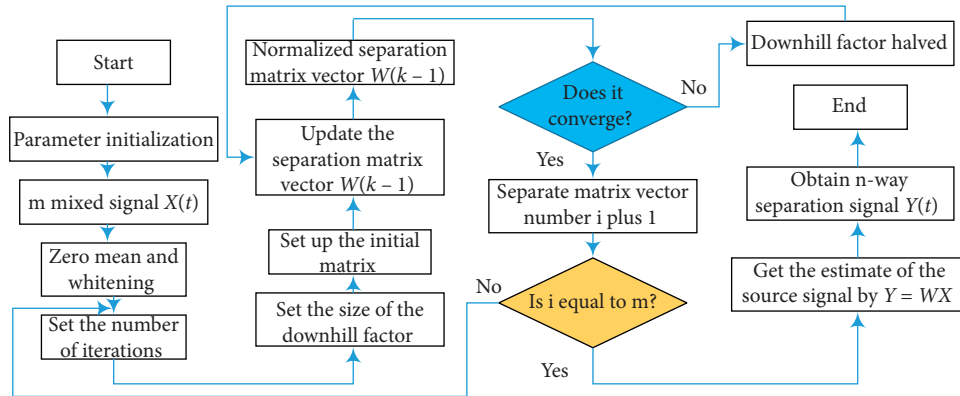 Start
Parameter initialization
m mixed signal X(t)
Zero mean and
whitening
Set the number
of iterations
Normalized separation
matrix vector W(k – 1)
Update the
separation matrix
vector W(k – 1)
Set up the initial
matrix
Set the size of the
downhill factor
Does it
converge?
No
Yes
Separate matrix vector
number i plus 1
No
Is i equal to m?
Yes
Downhill factor halved
End
Obtain n-way
separation signal Y(t)
Get the estimate of the
source signal by Y = WX